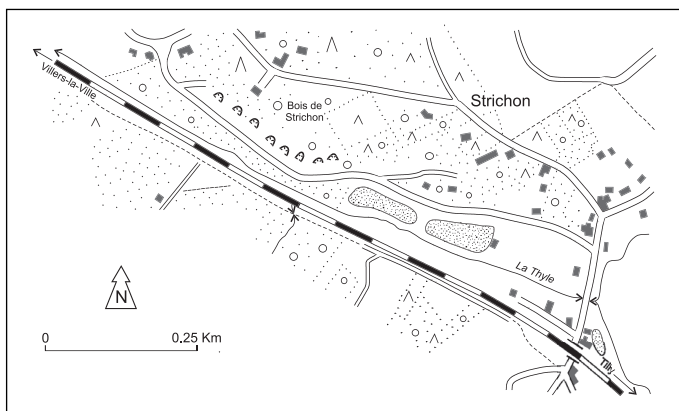 Villers-la-Ville
Bois de
Strichon
Strichon
La Thyle
N
0
0.25 Km
Tilly